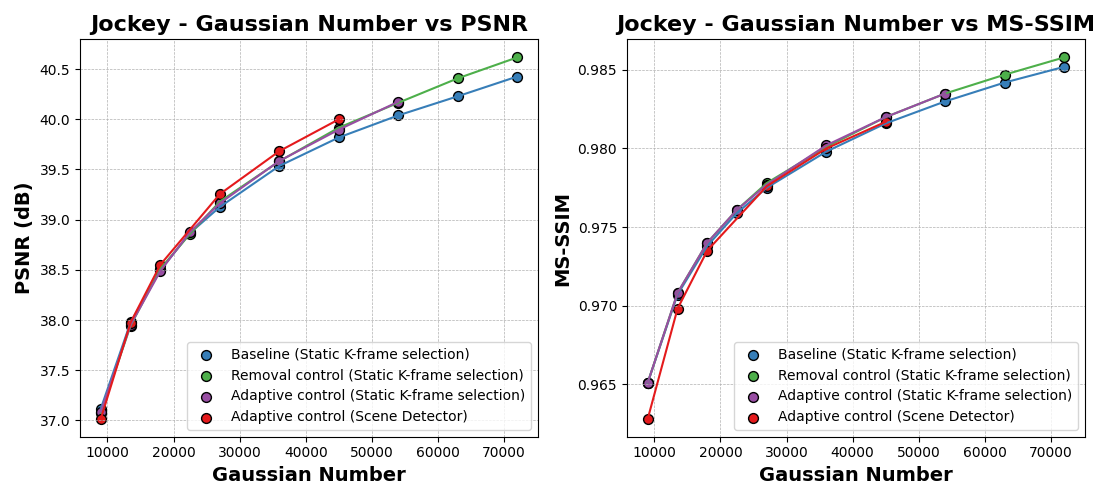 Jockey - Gaussian Number vs PSNR
PSNR (dB)
40.5
40.0
39.5
39.0
38.5
38.0
37.5
37.0
Baseline (Static K-frame selection)
Removal control (Static K-frame selection)
Adaptive control (Static K-frame selection)
Adaptive control (Scene Detector)
10000 20000 30000 40000 50000 60000 70000
Gaussian Number
Jockey - Gaussian Number vs MS-SSIM
MS-SSIM
0.985
0.980
0.975
0.970
0.965
Baseline (Static K-frame selection)
Removal control (Static K-frame selection)
Adaptive control (Static K-frame selection)
Adaptive control (Scene Detector)
10000 20000 30000 40000 50000 60000 70000
Gaussian Number